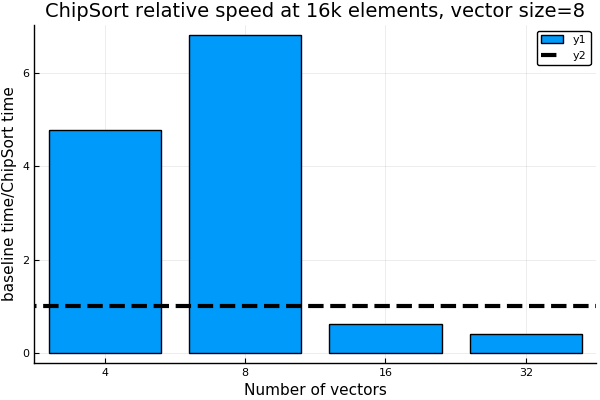 ChipSort relative speed at 16k elements, vector size=8
y1
y2
baseline time/ChipSort time
6
4
2
0
4 8 16 32
Number of vectors